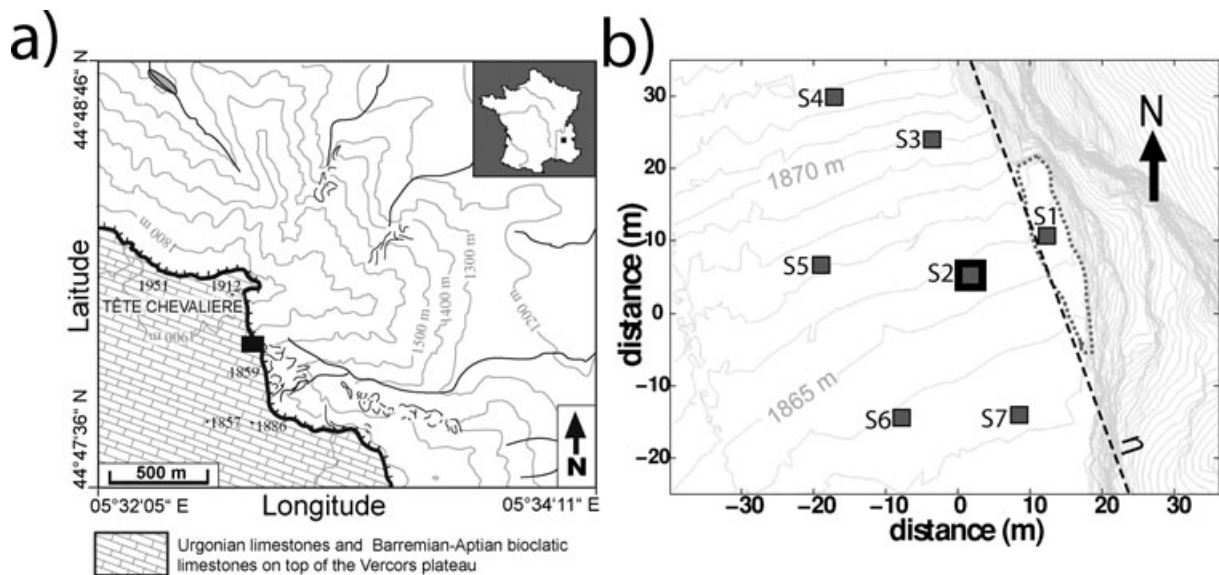 a)
b)
44°48'46" N
1800 m
1951
1912
TÊTE CHEVALIERE
1900 m
1859
1857
1886
1500 m
1400 m
1300 m
1200 m
N
500 m
44°47'36" N
Laitude
05°32'05“ E
Longitude
05°34'11“ E
Urgonian limestones and Barremian-Aptian bioclatic
limestones on top of the Vercors plateau
30
20
10
0
-10
-20
distance (m)
S4
S3
N
1870 m
S1
S5
S2
1865 m
S6
S7
-30
-20
-10
0
10
20
30
distance (m)